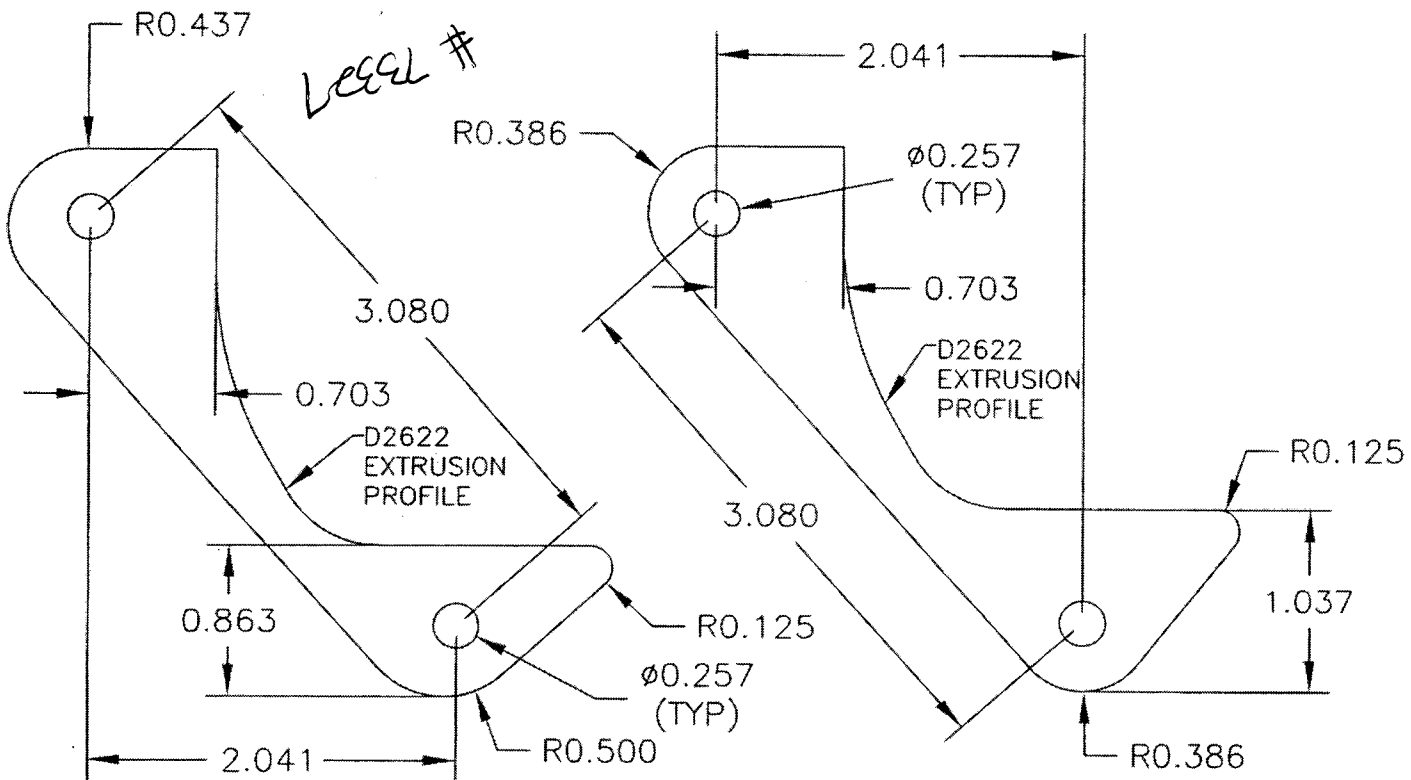 R0.437
2.041
R0.386
ø0.257
(TYP)
3.080
0.703
0.703
D2622
EXTRUSION
PROFILE
D2622
EXTRUSION
PROFILE
R0.125
3.080
0.863
1.037
R0.125
ø0.257
(TYP)
R0.500
2.041
R0.386